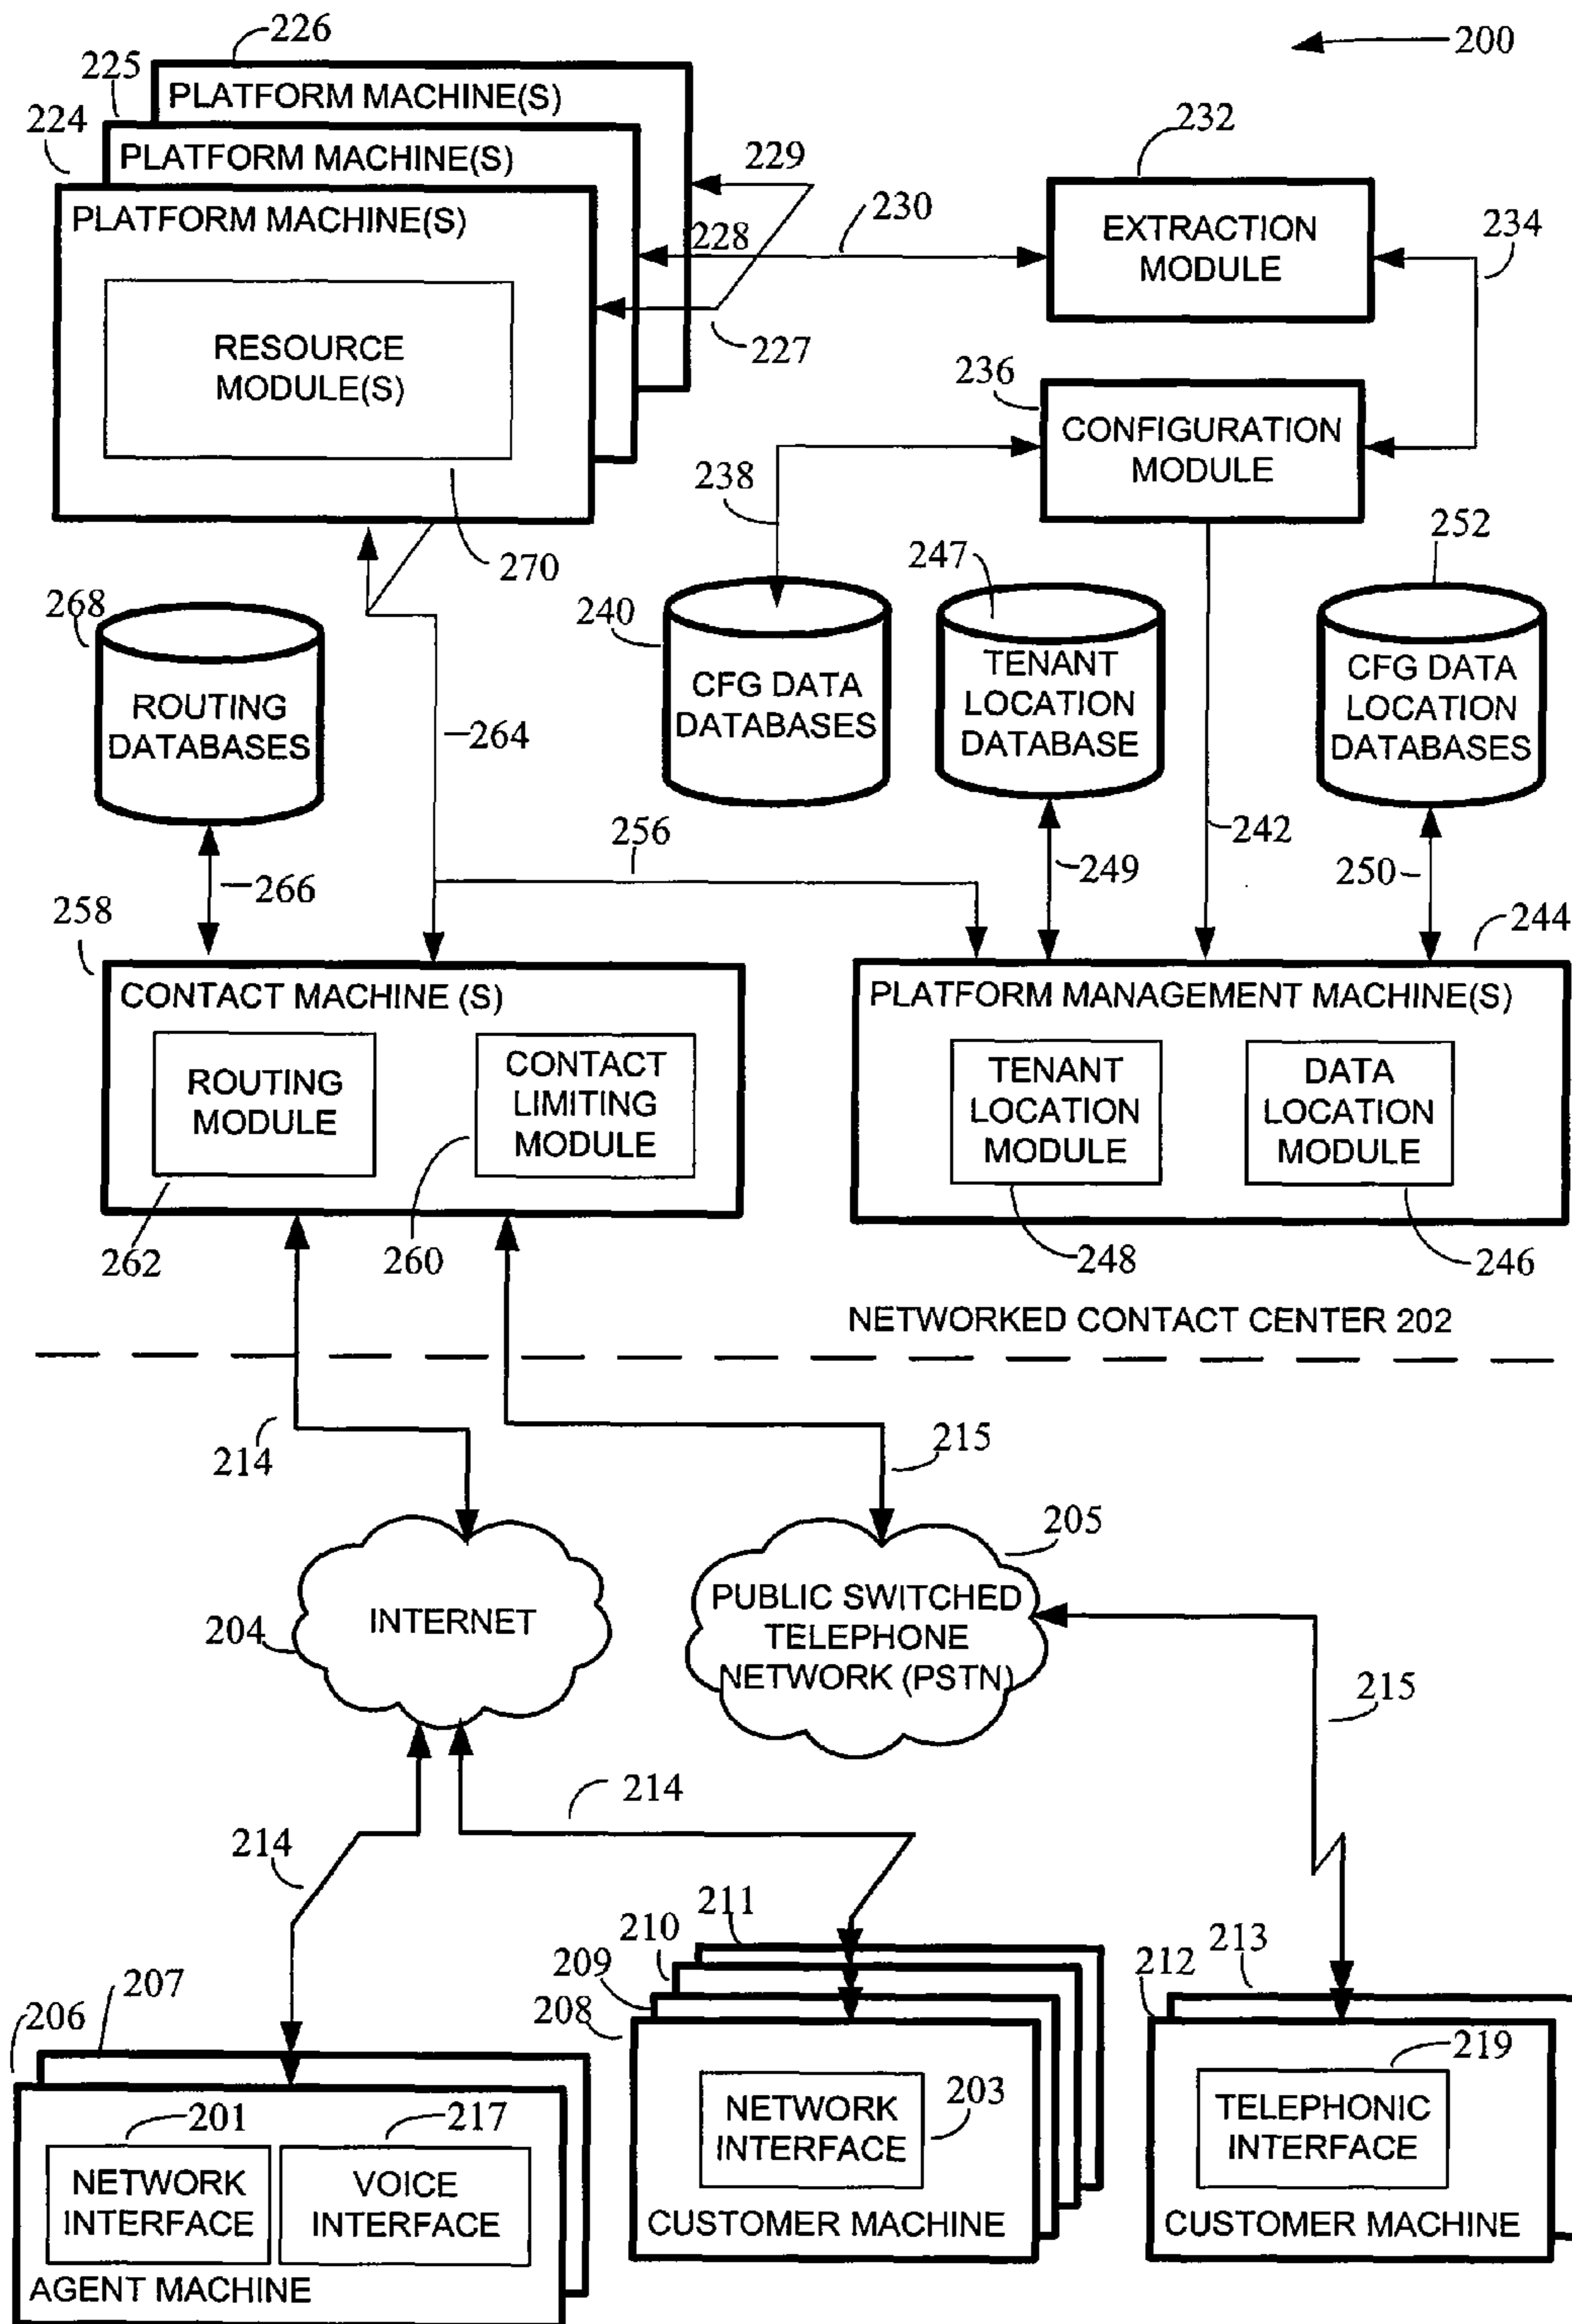 226
200
225
PLATFORM MACHINE(S)
224
232
PLATFORM MACHINE(S)
229
PLATFORM MACHINE(S)
230
EXTRACTION
MODULE
234
228
RESOURCE
MODULE(S)
227
236
CONFIGURATION
MODULE
238
252
270
247
268
240
TENANT
LOCATION
DATABASE
CFG DATA
LOCATION
DATABASES
CFG DATA
DATABASES
ROUTING
DATABASES
264
256
242
249
250
266
258
244
CONTACT MACHINE (S)
PLATFORM MANAGEMENT MACHINE(S)
ROUTING
MODULE
CONTACT
LIMITING
MODULE
TENANT
LOCATION
MODULE
DATA
LOCATION
MODULE
262
260
248
246
NETWORKED CONTACT CENTER 202
214
215
205
INTERNET
204
PUBLIC SWITCHED
TELEPHONE
NETWORK (PSTN)
215
214
214
211
210
213
209
212
207
208
206
219
201
217
NETWORK
INTERFACE
203
TELEPHONIC
INTERFACE
NETWORK
INTERFACE
VOICE
INTERFACE
CUSTOMER MACHINE
CUSTOMER MACHINE
AGENT MACHINE